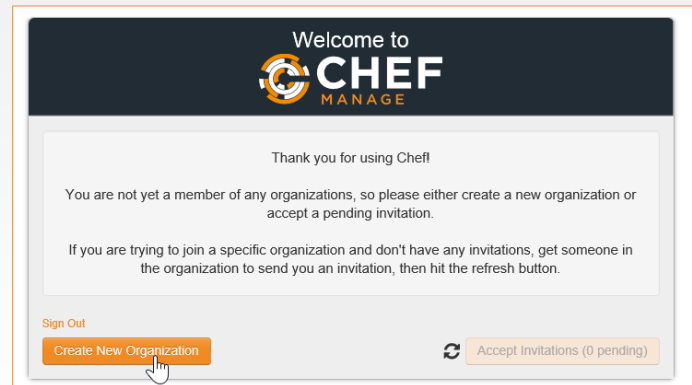 Welcome to
CHEF
MANAGE
Thank you for using Chef!
You are not yet a member of any organizations, so please either create a new organization or
accept a pending invitation.
If you are trying to join a specific organization and don't have any invitations, get someone in
the organization to send you an invitation, then hit the refresh button.
Sign Out
Create New Organization
Accept Invitations (0 pending)